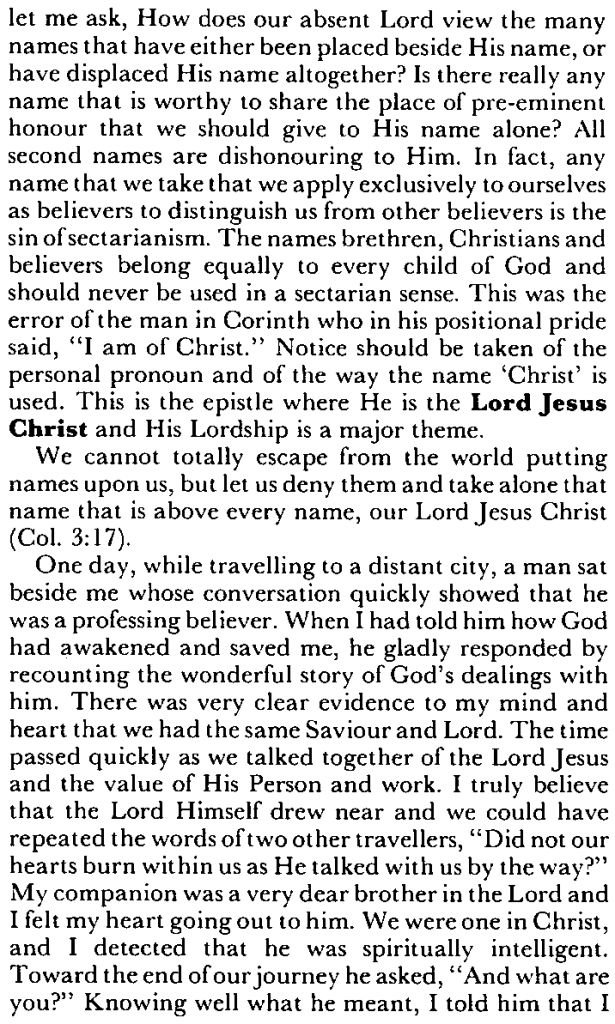 let me ask, How does our absent Lord view the many
names that have either been placed beside His name, or
have displaced His name altogether? Is there really any
name that is worthy to share the place of pre-eminent
honour that we should give to His name alone? All
second names are dishonouring to Him. In fact, any
name that we take that we apply exclusively to ourselves
as believers to distinguish us from other believers is the
sin of sectarianism. The names brethren, Christians and
believers belong equally to every child of God and
should never be used in a sectarian sense. This was the
error of the man in Corinth who in his positional pride
said, "I am of Christ." Notice should be taken of the
personal pronoun and of the way the name 'Christ' is
used. This is the epistle where He is the Lord Jesus
Christ and His Lordship is a major theme.
We cannot totally escape from the world putting
names upon us, but let us deny them and take alone that
name that is above every name, our Lord Jesus Christ
(Col. 3:17).
One day, while travelling to a distant city, a man sat
beside me whose conversation quickly showed that he
was a professing believer. When I had told him how God
had awakened and saved me, he gladly responded by
recounting the wonderful story of God's dealings with
him. There was very clear evidence to my mind and
heart that we had the same Saviour and Lord. The time
passed quickly as we talked together of the Lord Jesus
and the value of His Person and work. I truly believe
that the Lord Himself drew near and we could have
repeated the words of two other travellers, "Did not our
hearts burn within us as He talked with us by the way?"
My companion was a very dear brother in the Lord and
I felt my heart going out to him. We were one in Christ,
and I detected that he was spiritually intelligent.
Toward the end of our journey he asked, "And what are
you?" Knowing well what he meant, I told him that I